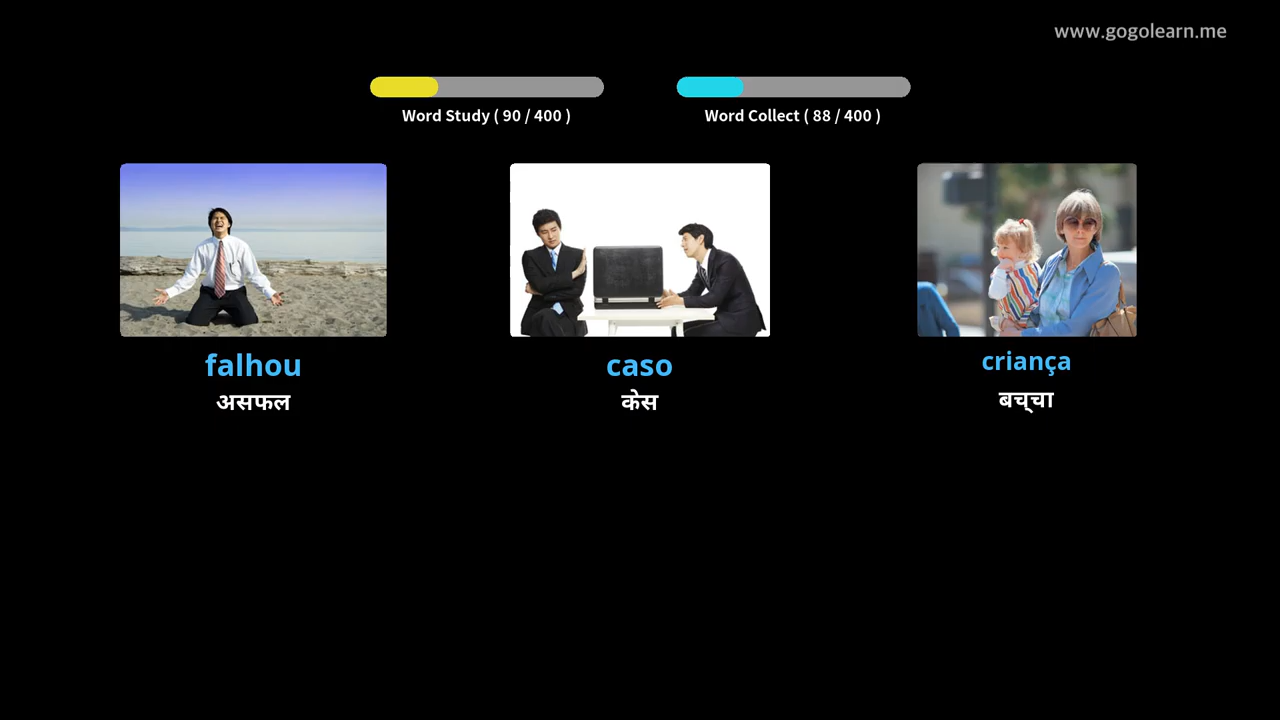 www.gogolearn.me
Word Study ( 90 / 400 )
Word Collect ( 88 / 400 )
falhou
असफल
caso
केस
criança
बच्चा